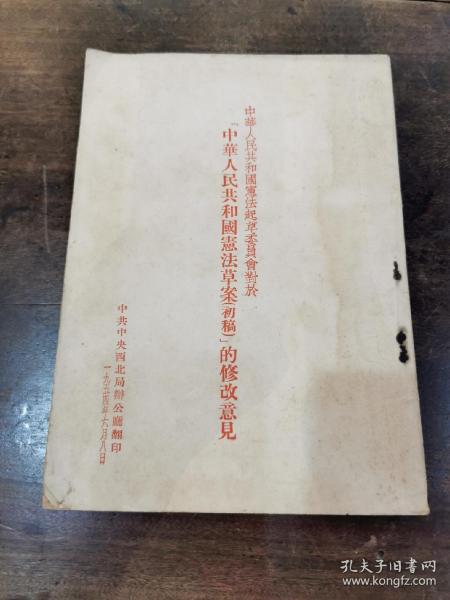 中華人民共和國憲法起草委員會對於
「中華人民共和國憲法草案(初稿)」的修改意見
中共中央西北局辦公廳翻印
一九五四年六月八日
孔夫子旧书网
www.kongfz.com